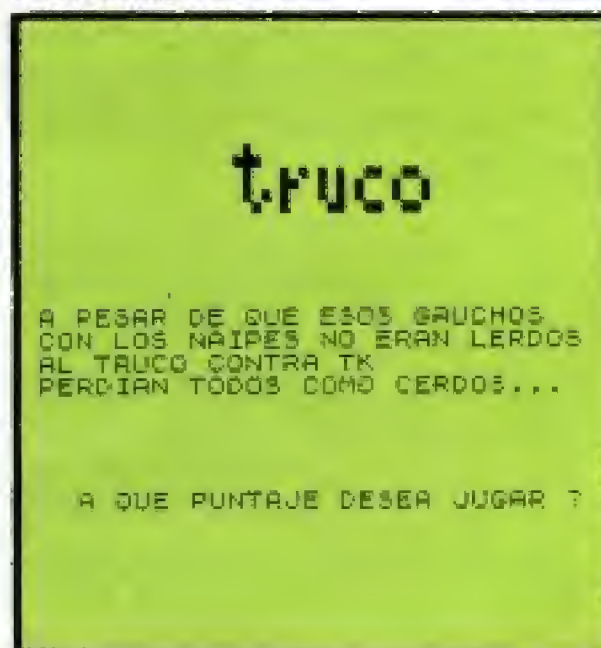 truco
A PESAR DE QUE ESOS GAUCHOS
CON LOS NAIPES NO ERAN LERDOS
AL TRUCO CONTRA TK
PERDIAN TODOS COMO CERDOS...
A QUE PUNTAJE DESEA JUGAR ?